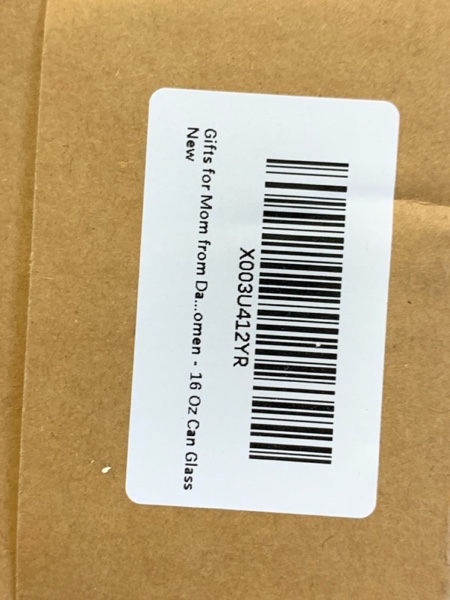 X003U412YR
Gifts for Mom from Da...omen - 16 Oz Can Glass
New